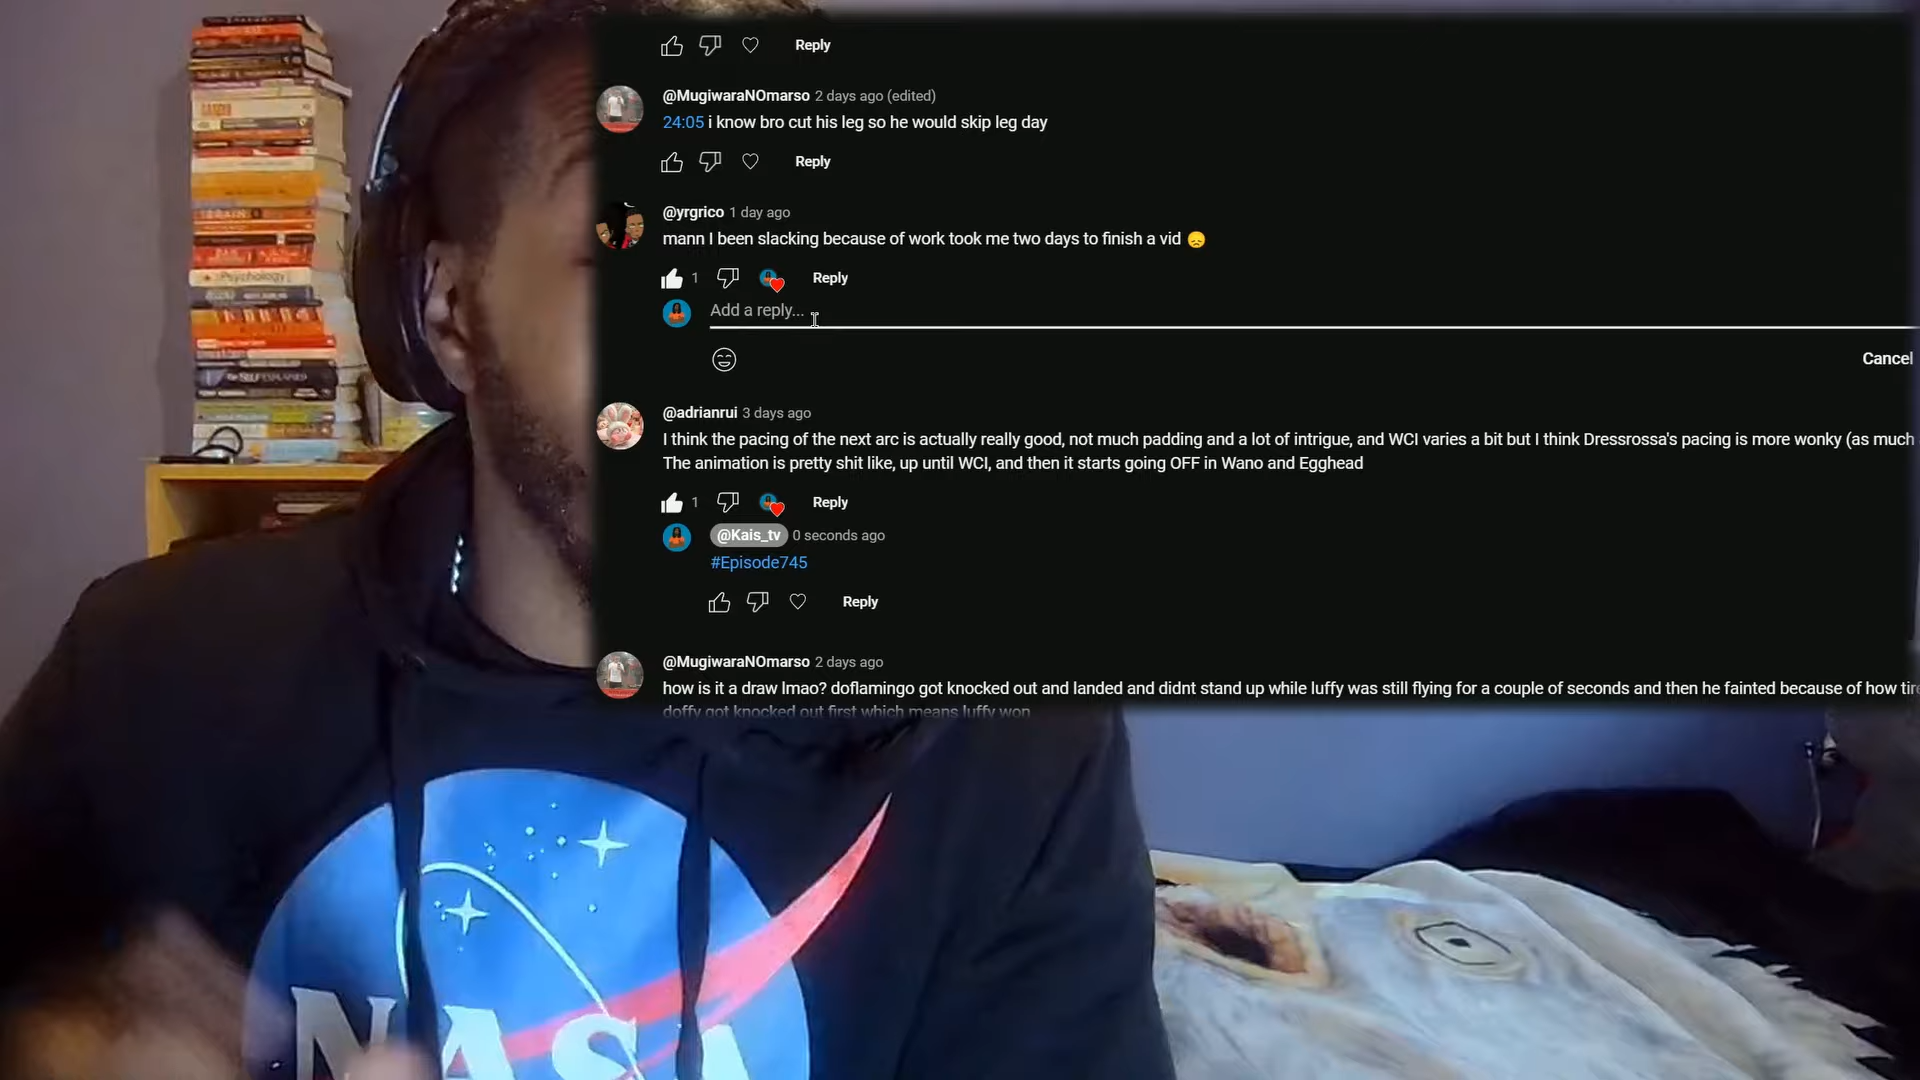 Reply
@MugiwaraNOmarso 2 days ago (edited)
24:05 i know bro cut his leg so he would skip leg day
Reply
@yrgrico 1 day ago
mann I been slacking because of work took me two days to finish a vid 😞
1 Reply
Add a reply...
Cancel
@adrianrui 3 days ago
I think the pacing of the next arc is actually really good, not much padding and a lot of intrigue, and WCI varies a bit but I think Dressrossa's pacing is more wonky (as much
The animation is pretty shit like, up until WCI, and then it starts going OFF in Wano and Egghead
1 Reply
@Kais_tv 0 seconds ago
#Episode745
Reply
@MugiwaraNOmarso 2 days ago
how is it a draw lmao? doflamingo got knocked out and landed and didnt stand up while luffy was still flying for a couple of seconds and then he fainted because of how
doffy got knocked out first which means luffy won
Psychology
NASA